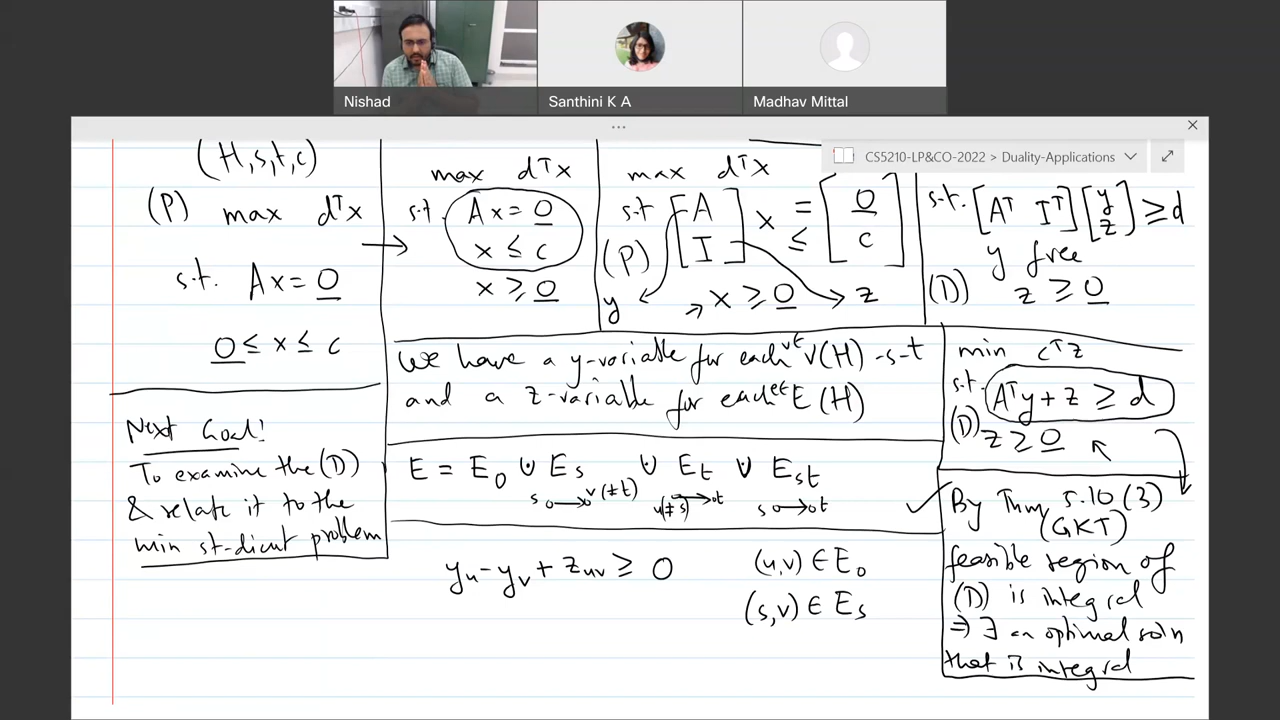 Nishad
Santhini K A
Madhav Mittal
CS5210-LP&CO-2022 > Duality-Applications
(H,s,t,c)
(P) max dᵀx
s.t. Ax = 0
0 ≤ x ≤ c
max dᵀx
s.t. Ax = 0
x ≤ c
x ≥ 0
max dᵀx
s.t [A I] x = ≤ [0 c]
(P)
y x ≥ 0 z
s.t. [Aᵀ Iᵀ] [y z] ≥ d
y free
(D) z ≥ 0
We have a y-variable for each v∈ V(H) -s-t
and a z-variable for each e∈ E(H)
min cᵀz
s.t. Aᵀy + z ≥ d
(D) z ≥ 0
Next Goal!
To examine the (D)
& relate it to the
min st-dicut problem
E = E₀ ⊍ Es ⊍ Et ⊍ Est
s → v(≠t) u(≠s) → t s → t
By Thm 5.10 (3)
(GKT)
feasible region of
(D) is integral
⇒ ∃ an optimal soln
that is integral
yu - yv + zuv ≥ 0 (u,v) ∈ E₀
(s,v) ∈ Es